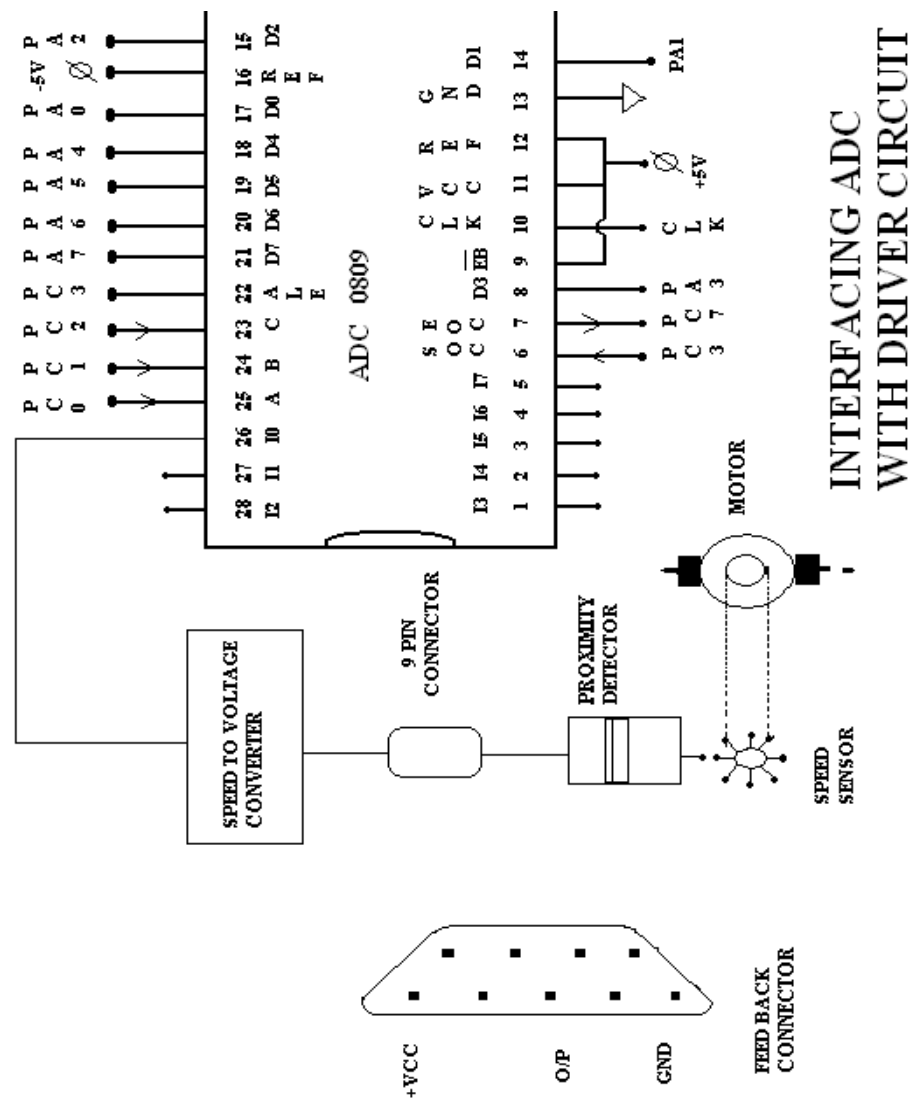 PC0
PC1
PC2
PC3
PA7
PA6
PA5
PA4
PA0
-5V
PA2
28 27 26 25 24 23 22 21 20 19 18 17 16 15
I2 I1 I0 A B C ALE D7 D6 D5 D4 D0 REF D2
ADC 0809
I3 I4 I5 I6 I7 SOC EOC D3 EB CLK VCC REF GND D1
1 2 3 4 5 6 7 8 9 10 11 12 13 14
PC3
PC7
PA3
CLK
+5V
PA1
SPEED TO VOLTAGE
CONVERTER
9 PIN
CONNECTOR
PROXIMITY
DETECTOR
MOTOR
SPEED
SENSOR
+VCC
O/P
GND
FEED BACK
CONNECTOR
INTERFACING ADC
WITH DRIVER CIRCUIT